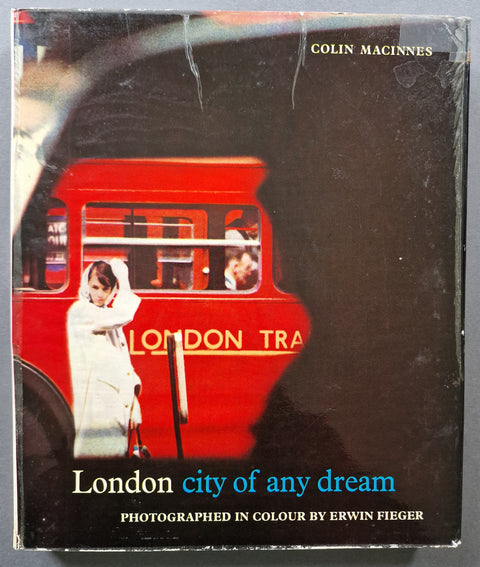 COLIN MACINNES
LONDON TRA
London city of any dream
PHOTOGRAPHED IN COLOUR BY ERWIN FIEGER